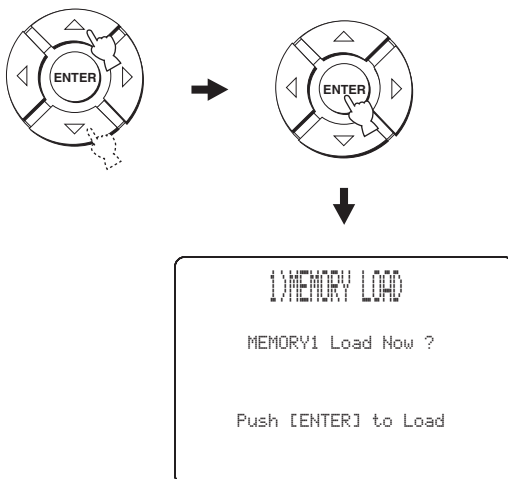 ENTER
ENTER
1)MEMORY LOAD
MEMORY1 Load Now ?
Push [ENTER] to Load